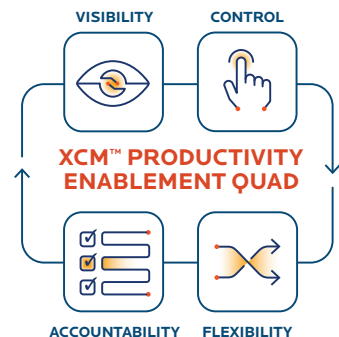 VISIBILITY CONTROL
XCM™ PRODUCTIVITY
ENABLEMENT QUAD
ACCOUNTABILITY FLEXIBILITY